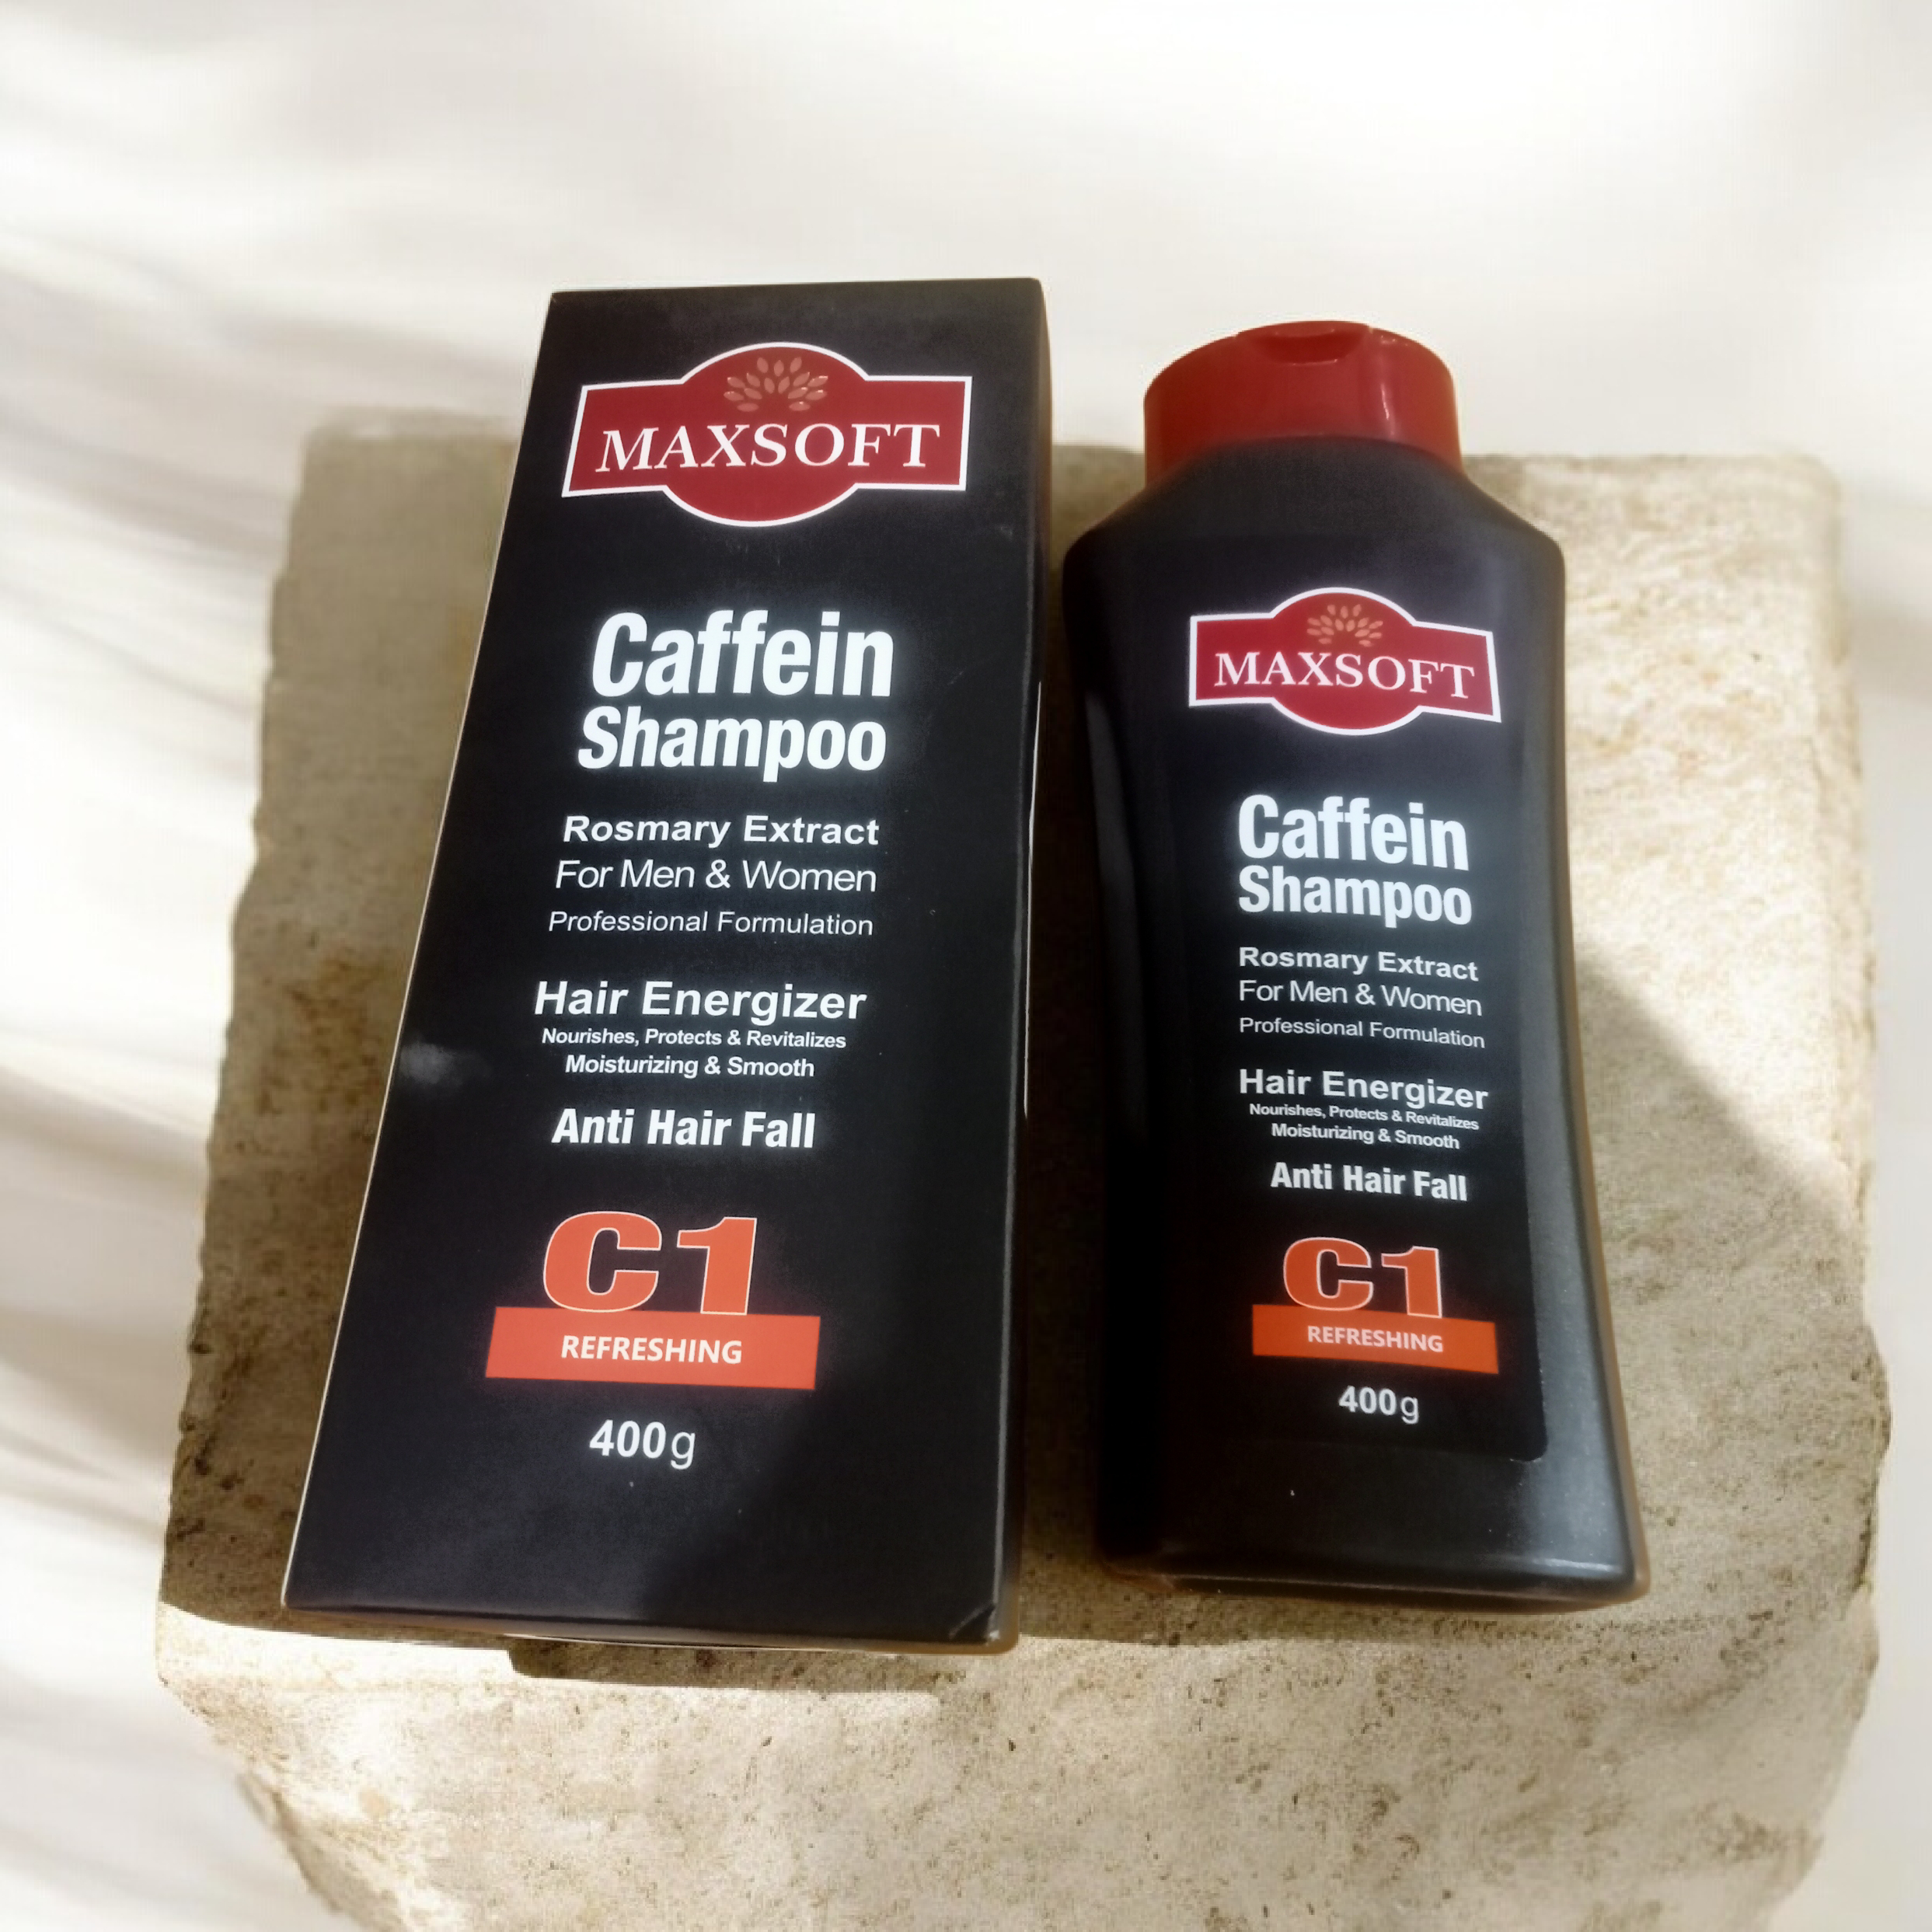 MAXSOFT
Caffein
Shampoo
Rosmary Extract
For Men & Women
Professional Formulation
Hair Energizer
Nourishes, Protects & Revitalizes
Moisturizing & Smooth
Anti Hair Fall
C1
REFRESHING
400g
MAXSOFT
Caffein
Shampoo
Rosmary Extract
For Men & Women
Professional Formulation
Hair Energizer
Nourishes, Protects & Revitalizes
Moisturizing & Smooth
Anti Hair Fall
C1
REFRESHING
400g